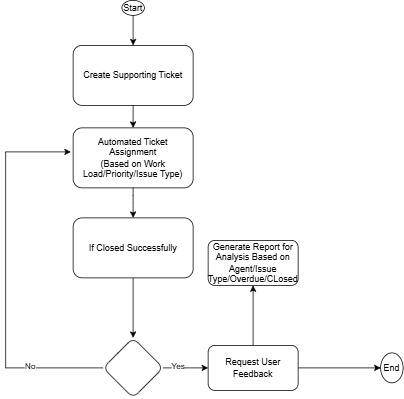 Start
Create Supporting Ticket
Automated Ticket
Assignment
(Based on Work
Load/Priority/Issue Type)
If Closed Successfully
Generate Report for
Analysis Based on
Agent/Issue
Type/Overdue/CLosed
No
Yes
Request User
Feedback
End